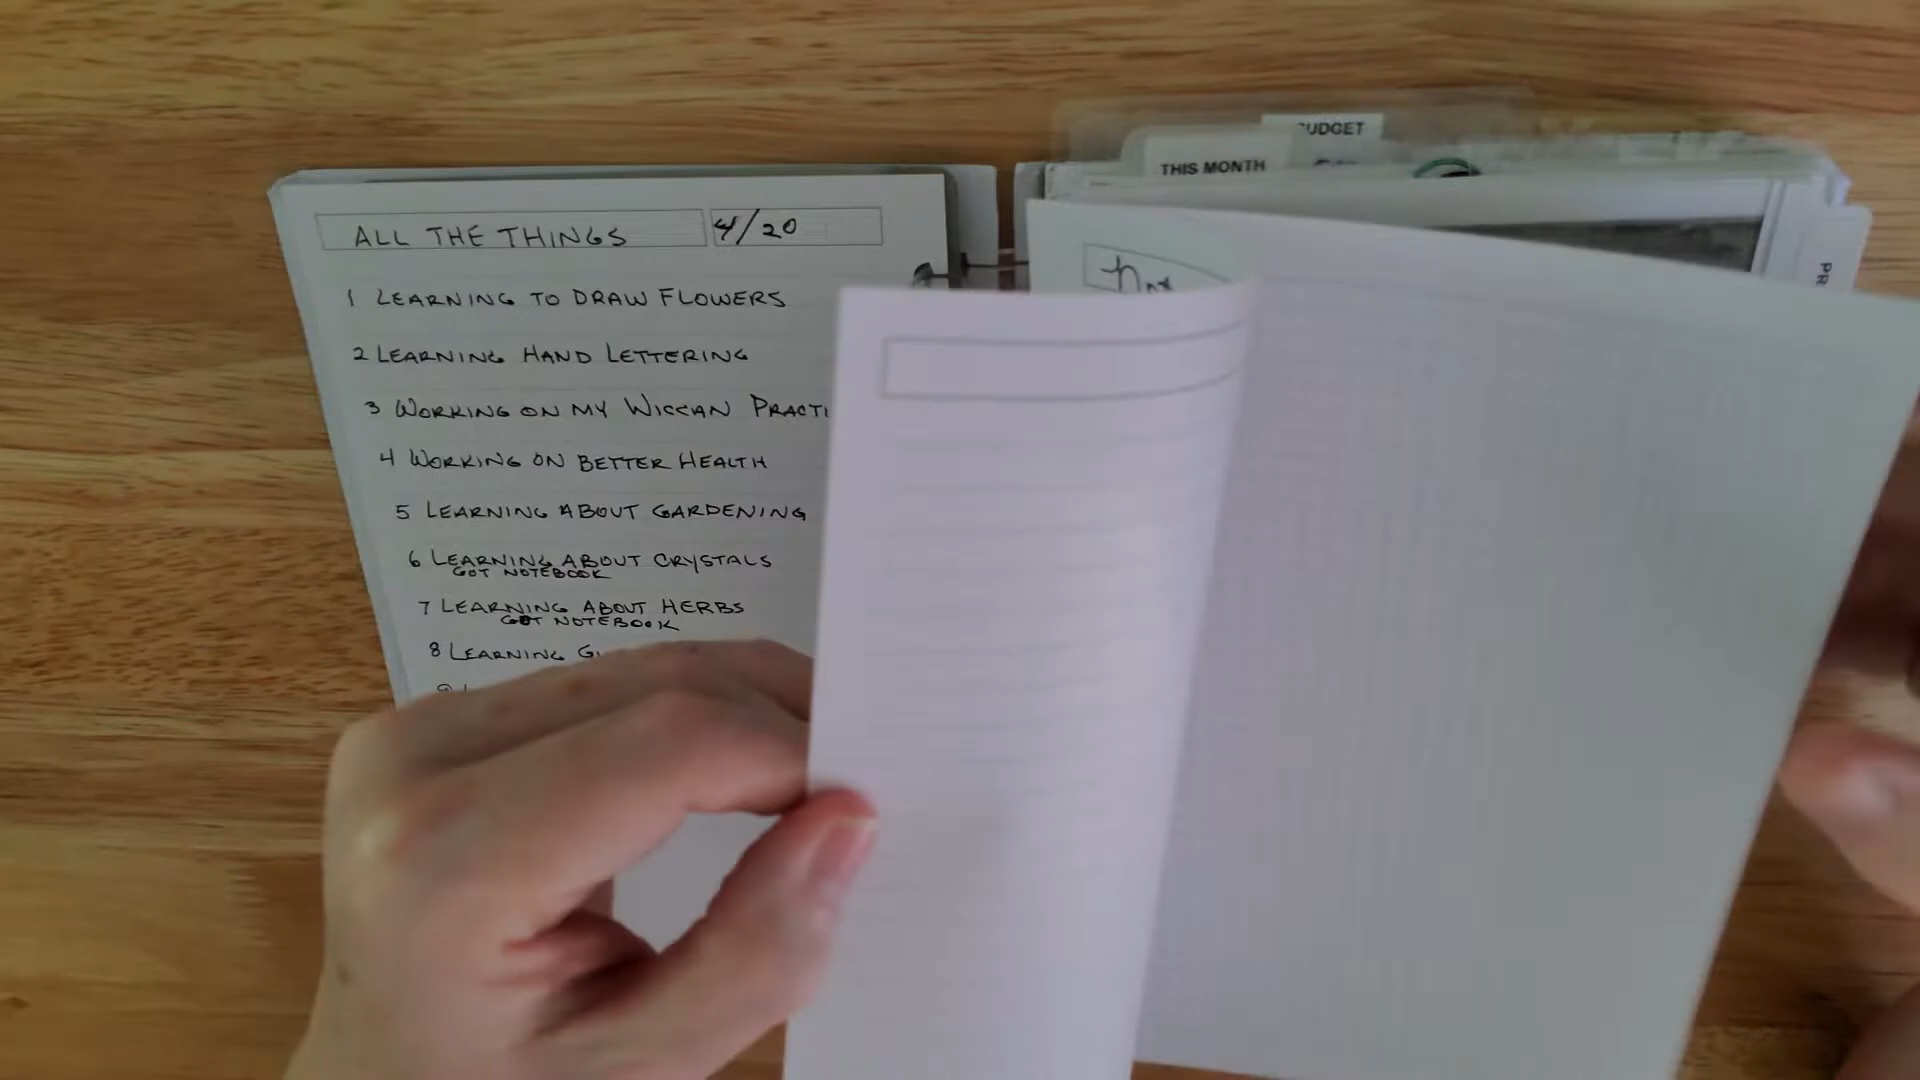 BUDGET
THIS MONTH
ALL THE THINGS 4/20
1 LEARNING TO DRAW FLOWERS
2 LEARNING HAND LETTERING
3 WORKING ON MY WICCAN PRACTI
4 WORKING ON BETTER HEALTH
5 LEARNING ABOUT GARDENING
6 LEARNING ABOUT CRYSTALS
GOT NOTEBOOK
7 LEARNING ABOUT HERBS
GOT NOTEBOOK
8 LEARNING
PR